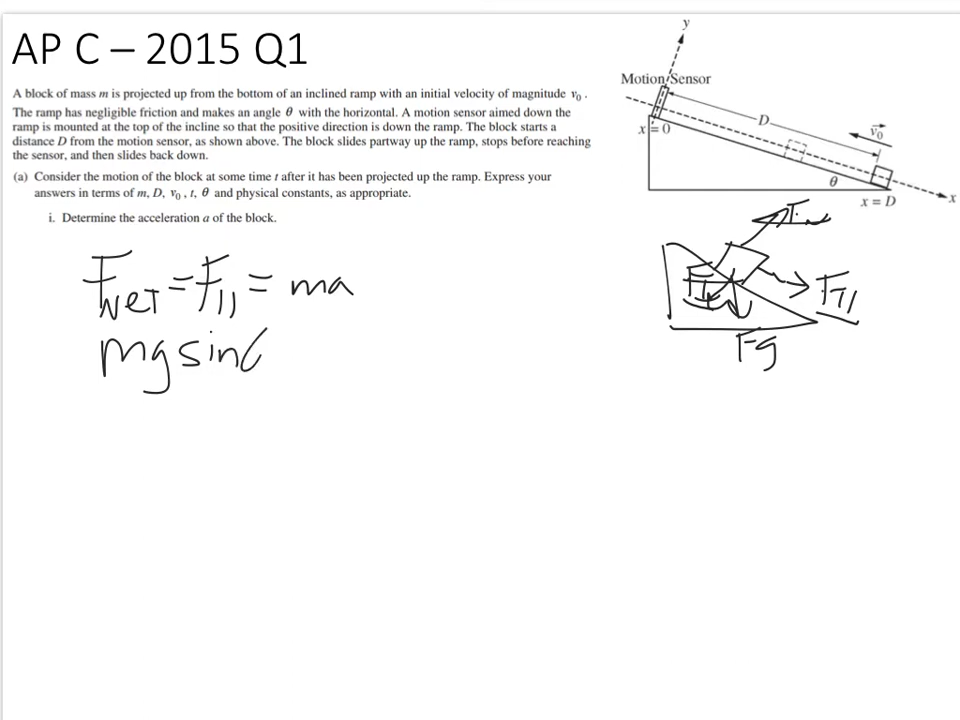 AP C – 2015 Q1
A block of mass m is projected up from the bottom of an inclined ramp with an initial velocity of magnitude v₀ .
The ramp has negligible friction and makes an angle θ with the horizontal. A motion sensor aimed down the
ramp is mounted at the top of the incline so that the positive direction is down the ramp. The block starts a
distance D from the motion sensor, as shown above. The block slides partway up the ramp, stops before reaching
the sensor, and then slides back down.
(a) Consider the motion of the block at some time t after it has been projected up the ramp. Express your
answers in terms of m, D, v₀ , t, θ and physical constants, as appropriate.
i. Determine the acceleration a of the block.
y
Motion Sensor
D
v₀
x = 0
θ
x = D
x
FNET = F|| = ma
mg sin
F||
Fg